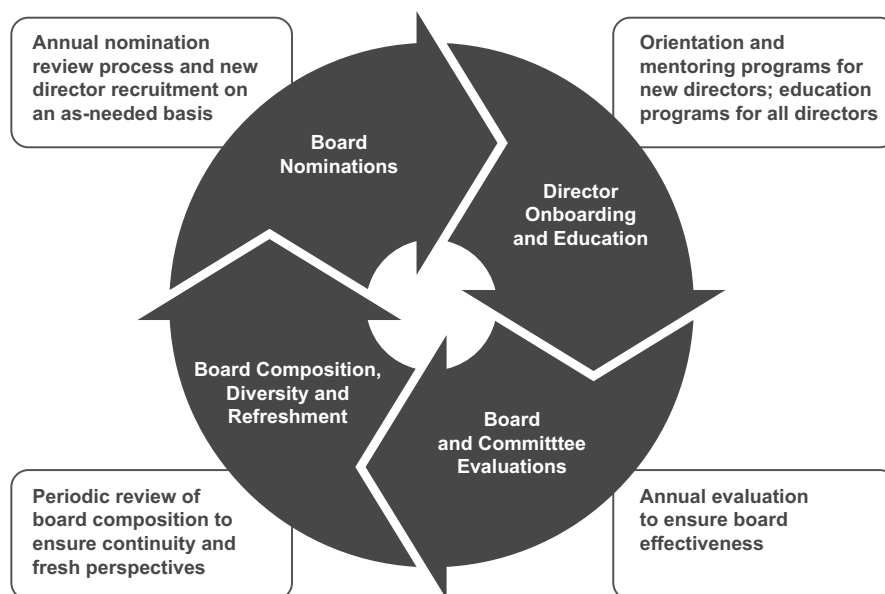 Annual nomination
review process and new
director recruitment on
an as-needed basis
Orientation and
mentoring programs for
new directors; education
programs for all directors
Board
Nominations
Director
Onboarding
and Education
Board Composition,
Diversity and
Refreshment
Board
and Committtee
Evaluations
Periodic review of
board composition to
ensure continuity and
fresh perspectives
Annual evaluation
to ensure board
effectiveness